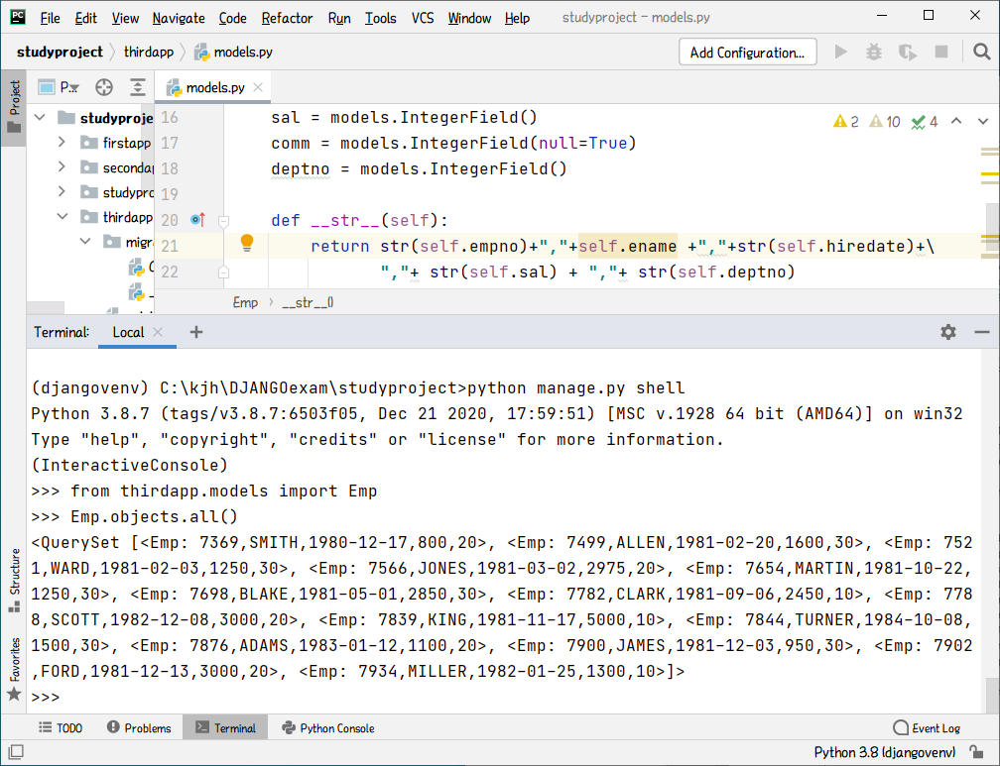 PC File Edit View Navigate Code Refactor Run Tools VCS Window Help studyproject – models.py
studyproject thirdapp models.py Add Configuration...
Project P.. models.py
studyproje
firstapp
secondap
studyprc
thirdapp
migra
16 sal = models.IntegerField()
17 comm = models.IntegerField(null=True)
18 deptno = models.IntegerField()
19
20 def __str__(self):
21 return str(self.empno)+","+self.ename +","+str(self.hiredate)+\
22 ","+ str(self.sal) + ","+ str(self.deptno)
2 10 4
Emp __str__()
Terminal: Local
(djangovenv) C:\kjh\DJANGOexam\studyproject>python manage.py shell
Python 3.8.7 (tags/v3.8.7:6503f05, Dec 21 2020, 17:59:51) [MSC v.1928 64 bit (AMD64)] on win32
Type "help", "copyright", "credits" or "license" for more information.
(InteractiveConsole)
>>> from thirdapp.models import Emp
>>> Emp.objects.all()
<QuerySet [<Emp: 7369,SMITH,1980-12-17,800,20>, <Emp: 7499,ALLEN,1981-02-20,1600,30>, <Emp: 752
1,WARD,1981-02-03,1250,30>, <Emp: 7566,JONES,1981-03-02,2975,20>, <Emp: 7654,MARTIN,1981-10-22,
1250,30>, <Emp: 7698,BLAKE,1981-05-01,2850,30>, <Emp: 7782,CLARK,1981-09-06,2450,10>, <Emp: 778
8,SCOTT,1982-12-08,3000,20>, <Emp: 7839,KING,1981-11-17,5000,10>, <Emp: 7844,TURNER,1984-10-08,
1500,30>, <Emp: 7876,ADAMS,1983-01-12,1100,20>, <Emp: 7900,JAMES,1981-12-03,950,30>, <Emp: 7902
,FORD,1981-12-13,3000,20>, <Emp: 7934,MILLER,1982-01-25,1300,10>]>
>>>
Structure
Favorites
TODO Problems Terminal Python Console Event Log
Python 3.8 (djangovenv)